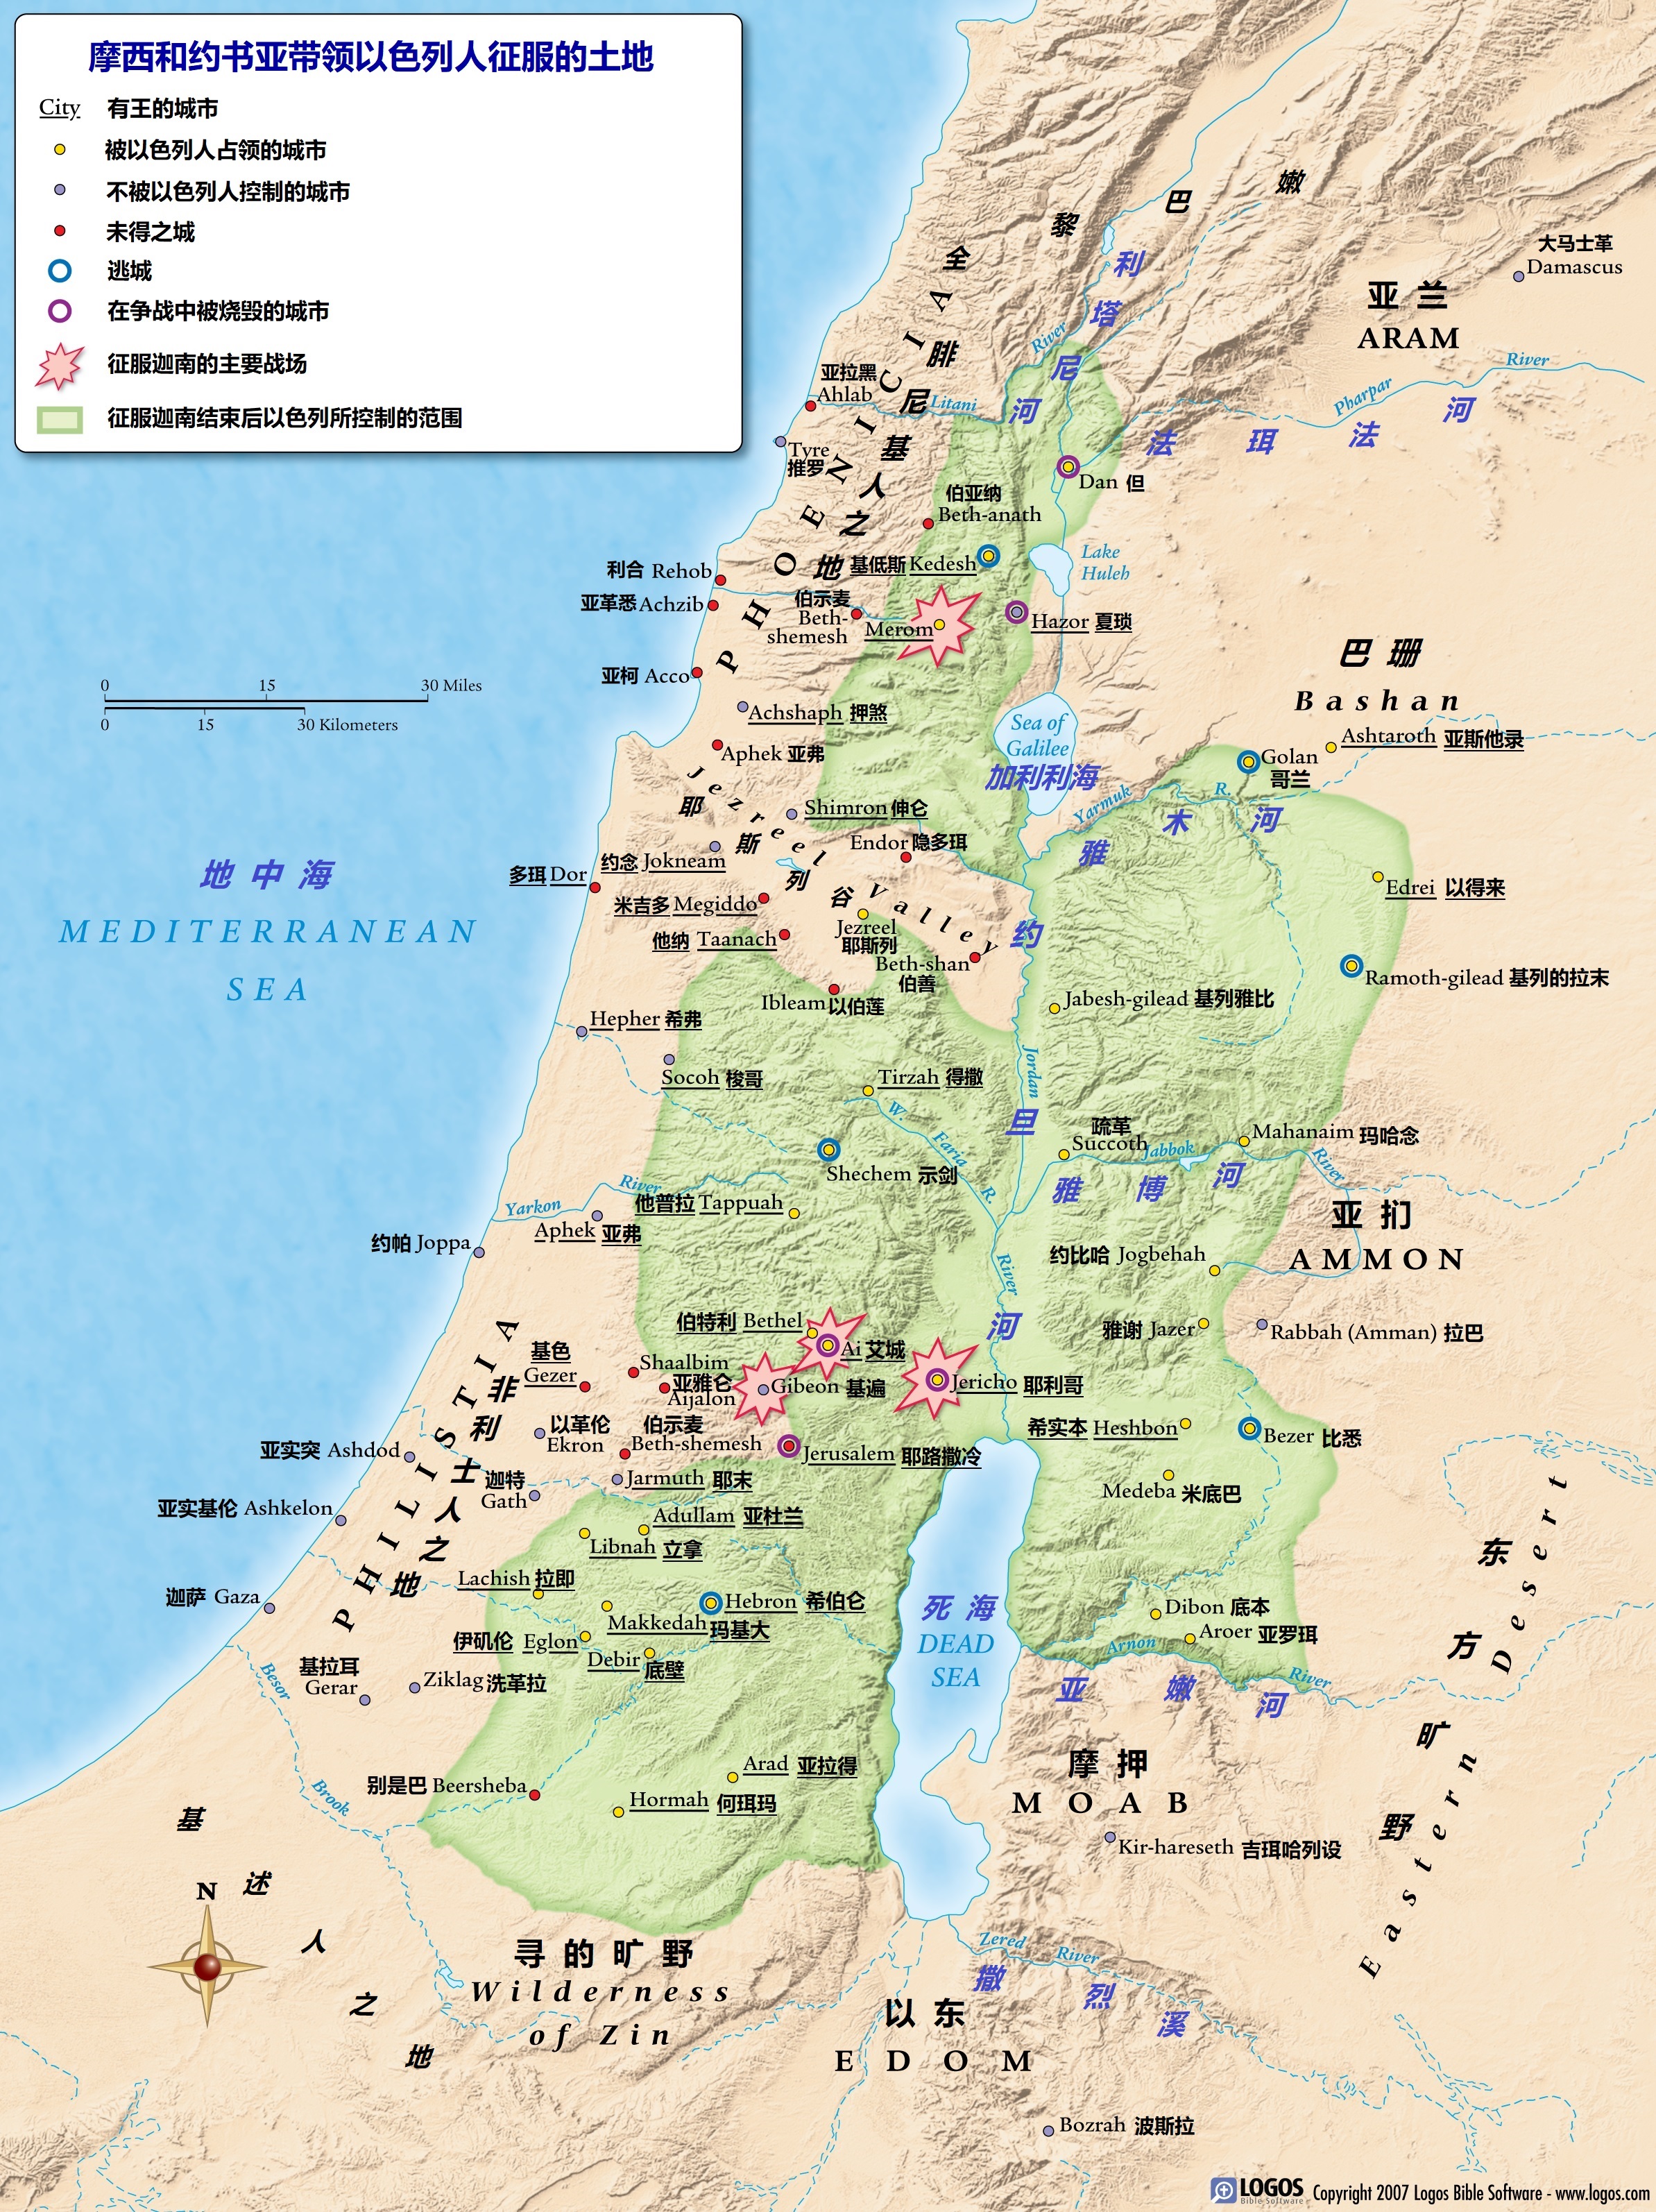 摩西和约书亚带领以色列人征服的土地
City 有王的城市
被以色列人占领的城市
不被以色列人控制的城市
未得之城
逃城
在争战中被烧毁的城市
征服迦南的主要战场
征服迦南结束后以色列所控制的范围
黎巴嫩
大马士革
Damascus
亚兰
ARAM
利塔尼河
Litani River
Pharpar River
法珥法河
亚拉黑
Ahlab
Tyre
推罗
PHOENICIA
全腓尼基人之地
Dan 但
伯亚纳
Beth-anath
基低斯 Kedesh
Lake
Huleh
利合 Rehob
亚革悉 Achzib
伯示麦
Beth-
shemesh
Merom
Hazor 夏琐
亚柯 Acco
0 15 30 Miles
0 15 30 Kilometers
Achshaph 押煞
Aphek 亚弗
Sea of
Galilee
加利利海
巴珊
Bashan
Ashtaroth 亚斯他录
Golan
哥兰
Yarmuk R.
雅木河
Jezreel Valley
耶斯列谷
Shimron 伸仑
Endor 隐多珥
约念 Jokneam
多珥 Dor
米吉多 Megiddo
Jezreel
耶斯列
他纳 Taanach
Beth-shan
伯善
Ibleam 以伯莲
Edrei 以得来
Ramoth-gilead 基列的拉末
Jabesh-gilead 基列雅比
地中海
MEDITERRANEAN
SEA
Hepher 希弗
Socoh 梭哥
Tirzah 得撒
W. Faria R.
Jordan River
约旦河
Shechem 示剑
疏革
Succoth
Jabbok River
雅博河
Mahanaim 玛哈念
Yarkon River
他普拉 Tappuah
Aphek 亚弗
约帕 Joppa
亚扪
AMMON
约比哈 Jogbehah
雅谢 Jazer
Rabbah (Amman) 拉巴
伯特利 Bethel
Ai 艾城
基色
Gezer
Shaalbim
亚雅仑
Aijalon
Gibeon 基遍
Jericho 耶利哥
PHILISTIA
非利士人之地
以革伦
Ekron
伯示麦
Beth-shemesh
Jerusalem 耶路撒冷
希实本 Heshbon
Bezer 比悉
亚实突 Ashdod
迦特
Gath
Jarmuth 耶末
Medeba 米底巴
亚实基伦 Ashkelon
Adullam 亚杜兰
Libnah 立拿
Lachish 拉即
Hebron 希伯仑
Makkedah 玛基大
迦萨 Gaza
伊矶伦 Eglon
Debir
底壁
死海
DEAD
SEA
Dibon 底本
Aroer 亚罗珥
Arnon River
亚嫩河
基拉耳
Gerar
Ziklag 洗革拉
Besor Brook
东方旷野
Eastern Desert
Arad 亚拉得
别是巴 Beersheba
Hormah 何珥玛
摩押
MOAB
Kir-hareseth 吉珥哈列设
基述人之地
N
寻的旷野
Wilderness
of Zin
Zered River
撒烈溪
以东
EDOM
Bozrah 波斯拉
LOGOS
Bible Software
Copyright 2007 Logos Bible Software - www.logos.com